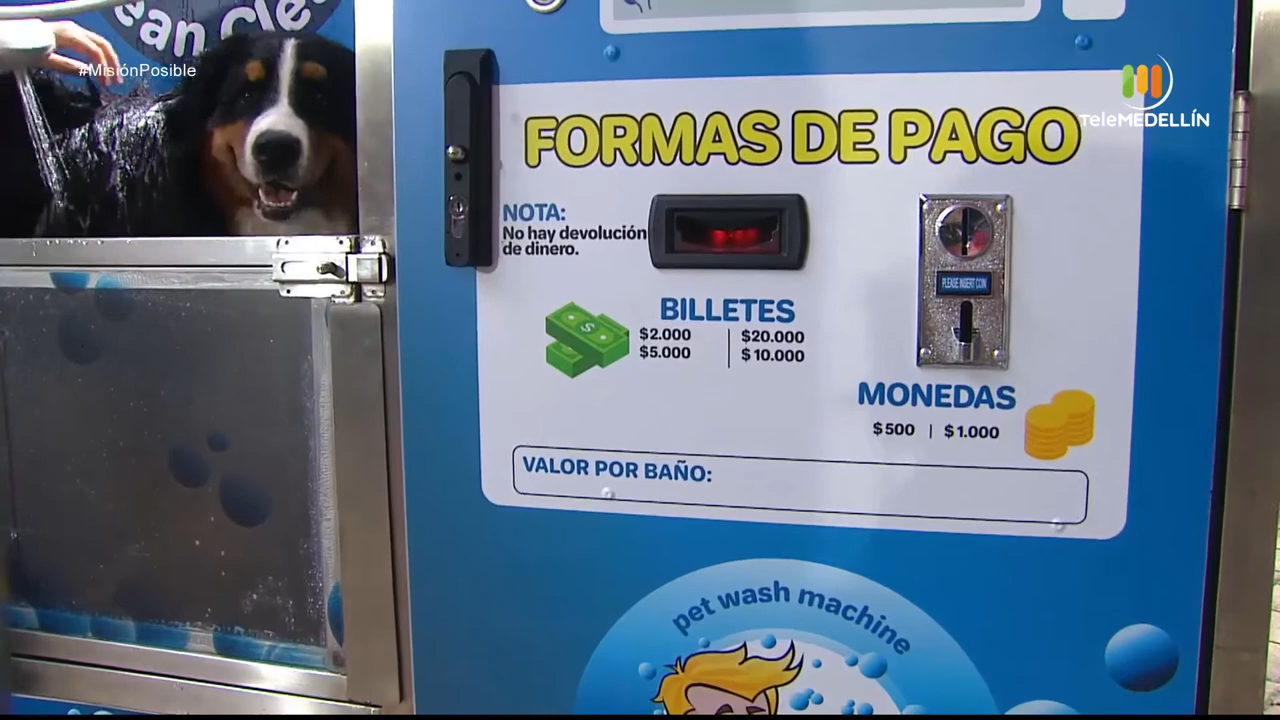 ean Cle
#MisiónPosible
TeleMEDELLÍN
FORMAS DE PAGO
NOTA:
No hay devolución
de dinero.
PLEASE INSERT COIN
BILLETES
$2.000 | $20.000
$5.000 | $10.000
MONEDAS
$500 | $1.000
VALOR POR BAÑO:
pet wash machine